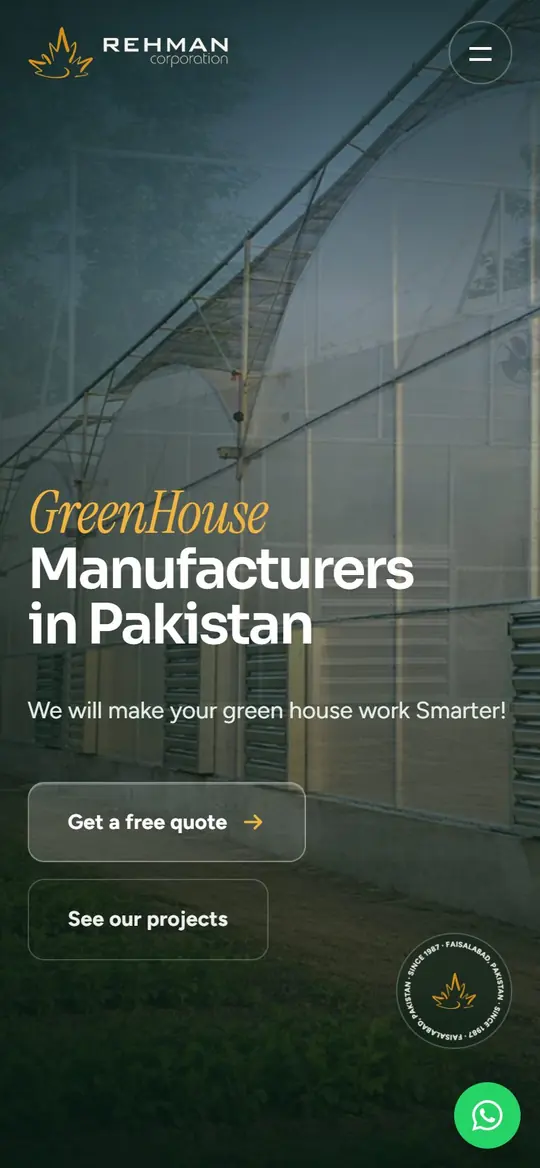 REHMAN
corporation
GreenHouse
Manufacturers
in Pakistan
We will make your green house work Smarter!
Get a free quote →
See our projects
SINCE 1987 · FAISALABAD, PAKISTAN · SINCE 1987 · FAISALABAD, PAKISTAN ·